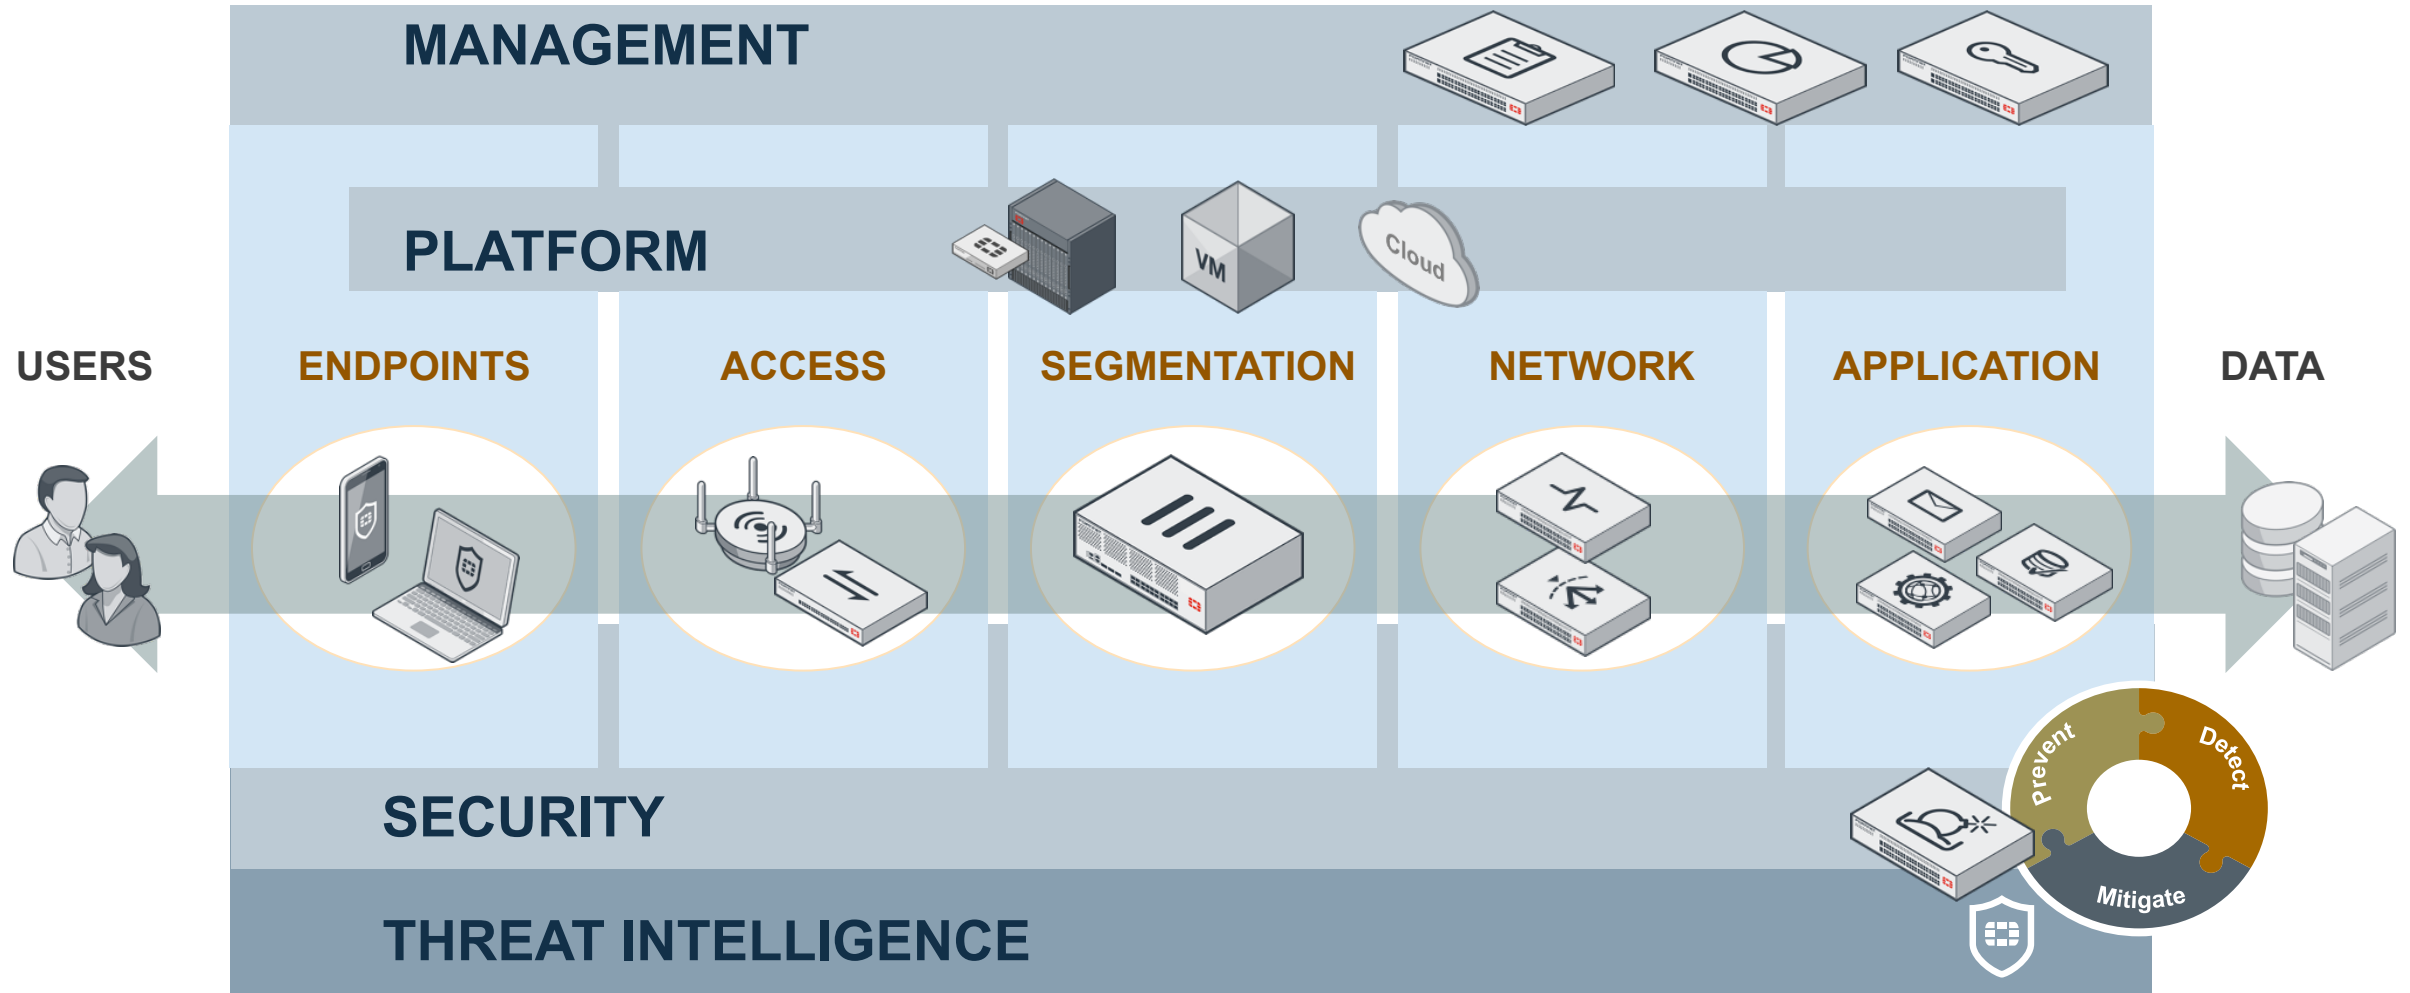 MANAGEMENT
PLATFORM
VM
Cloud
USERS
ENDPOINTS
ACCESS
SEGMENTATION
NETWORK
APPLICATION
DATA
Prevent
Detect
Mitigate
SECURITY
THREAT INTELLIGENCE